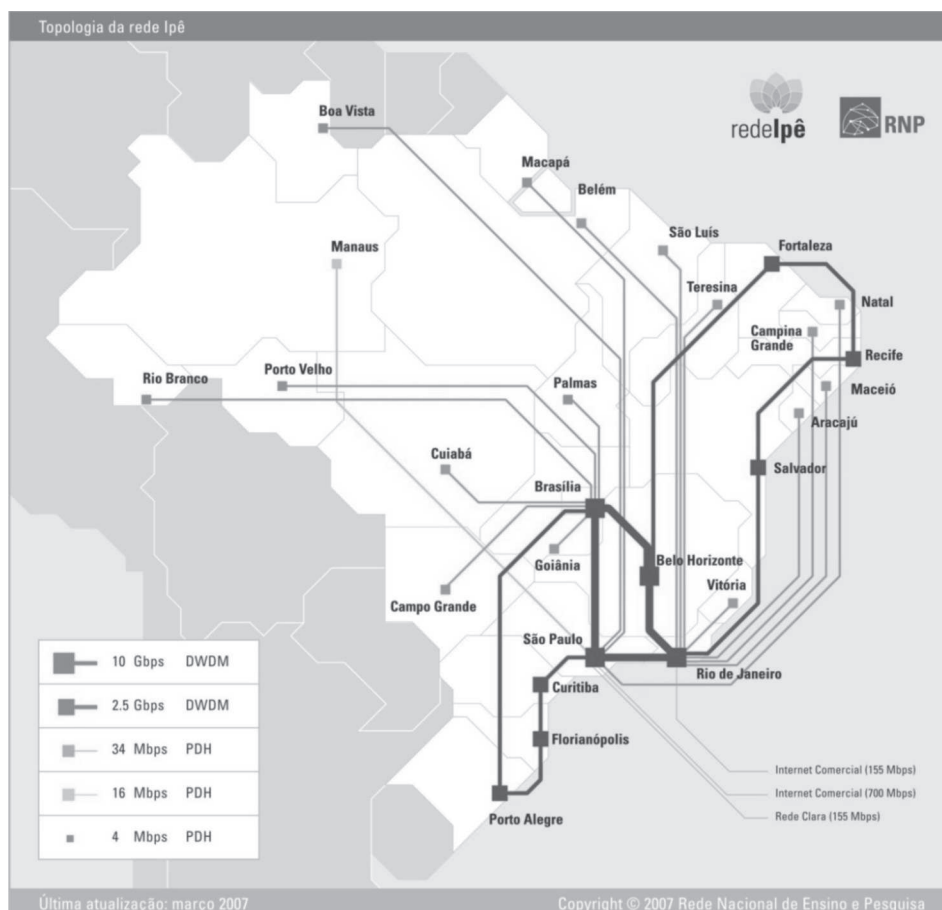 Topologia da rede Ipê
redeIpê
RNP
Boa Vista
Macapá
Belém
São Luís
Fortaleza
Manaus
Teresina
Natal
Campina
Grande
Recife
Rio Branco
Porto Velho
Palmas
Maceió
Aracajú
Cuiabá
Salvador
Brasília
Goiânia
Belo Horizonte
Vitória
Campo Grande
São Paulo
Rio de Janeiro
Curitiba
Florianópolis
Porto Alegre
10 Gbps DWDM
2.5 Gbps DWDM
34 Mbps PDH
16 Mbps PDH
4 Mbps PDH
Internet Comercial (155 Mbps)
Internet Comercial (700 Mbps)
Rede Clara (155 Mbps)
Última atualização: março 2007
Copyright © 2007 Rede Nacional de Ensino e Pesquisa